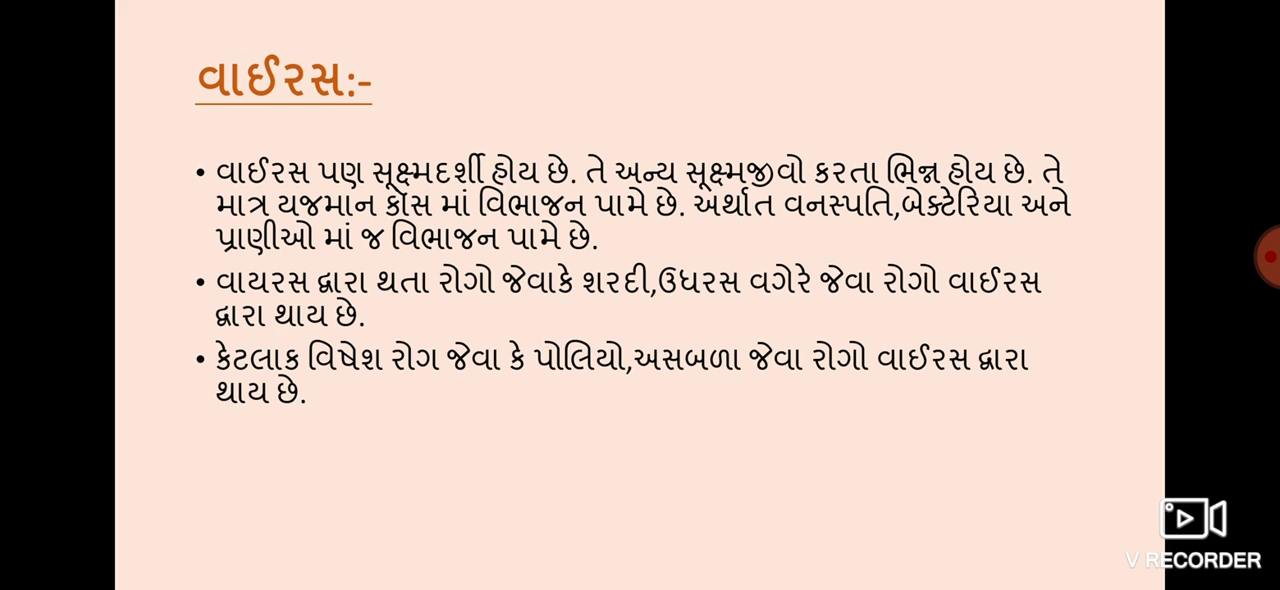 વાઈરસ:-
• વાઈરસ પણ સૂક્ષ્મદર્શી હોય છે. તે અન્ય સૂક્ષ્મજીવો કરતા ભિન્ન હોય છે. તે
માત્ર યજમાન કૉસ માં વિભાજન પામે છે. અર્થાત વનસ્પતિ,બેક્ટેરિયા અને
પ્રાણીઓ માં જ વિભાજન પામે છે.
• વાયરસ દ્વારા થતા રોગો જેવાકે શરદી,ઉધરસ વગેરે જેવા રોગો વાઈરસ
દ્વારા થાય છે.
• કેટલાક વિષેશ રોગ જેવા કે પોલિયો,અસબળા જેવા રોગો વાઈરસ દ્વારા
થાય છે.
V RECORDER